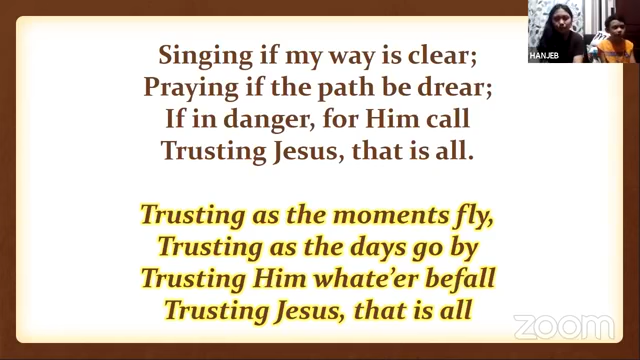 Singing if my way is clear;
Praying if the path be drear;
If in danger, for Him call
Trusting Jesus, that is all.
Trusting as the moments fly,
Trusting as the days go by
Trusting Him whate’er befall
Trusting Jesus, that is all
HANJEB
zoom